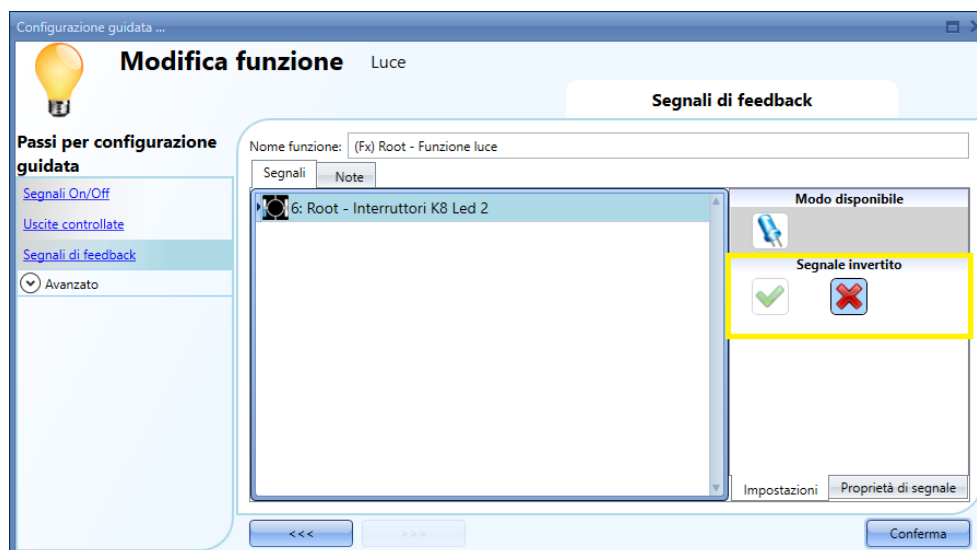 Configurazione guidata ...
Modifica funzione Luce
Segnali di feedback
Passi per configurazione
guidata
Segnali On/Off
Uscite controllate
Segnali di feedback
Avanzato
Nome funzione: (Fx) Root - Funzione luce
Segnali Note
6: Root - Interruttori K8 Led 2
Modo disponibile
Segnale invertito
Impostazioni Proprietà di segnale
<<< >>> Conferma